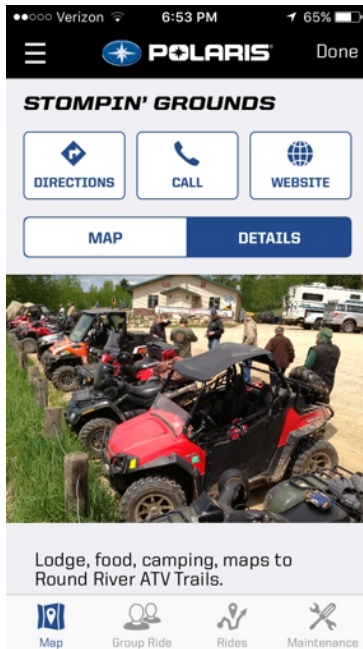 Verizon 6:53 PM 65%
POLARIS Done
STOMPIN' GROUNDS
DIRECTIONS CALL WEBSITE
MAP DETAILS
Lodge, food, camping, maps to
Round River ATV Trails.
Map Group Ride Rides Maintenance